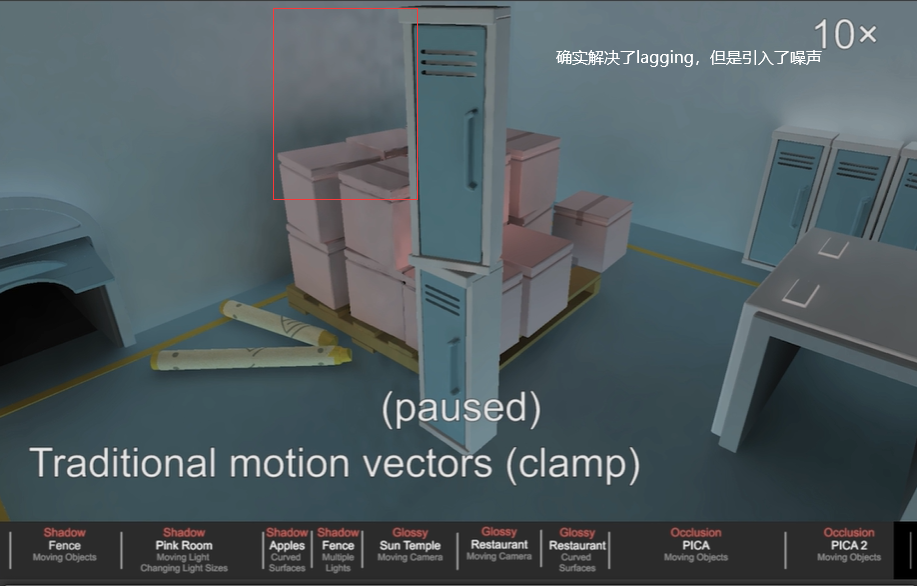 10×
确实解决了lagging，但是引入了噪声
(paused)
Traditional motion vectors (clamp)
Shadow
Fence
Moving Objects
Shadow
Pink Room
Moving Light
Changing Light Sizes
Shadow
Apples
Curved
Surfaces
Shadow
Fence
Multiple
Lights
Glossy
Sun Temple
Moving Camera
Glossy
Restaurant
Moving Camera
Glossy
Restaurant
Curved
Surfaces
Occlusion
PICA
Moving Objects
Occlusion
PICA 2
Moving Objects